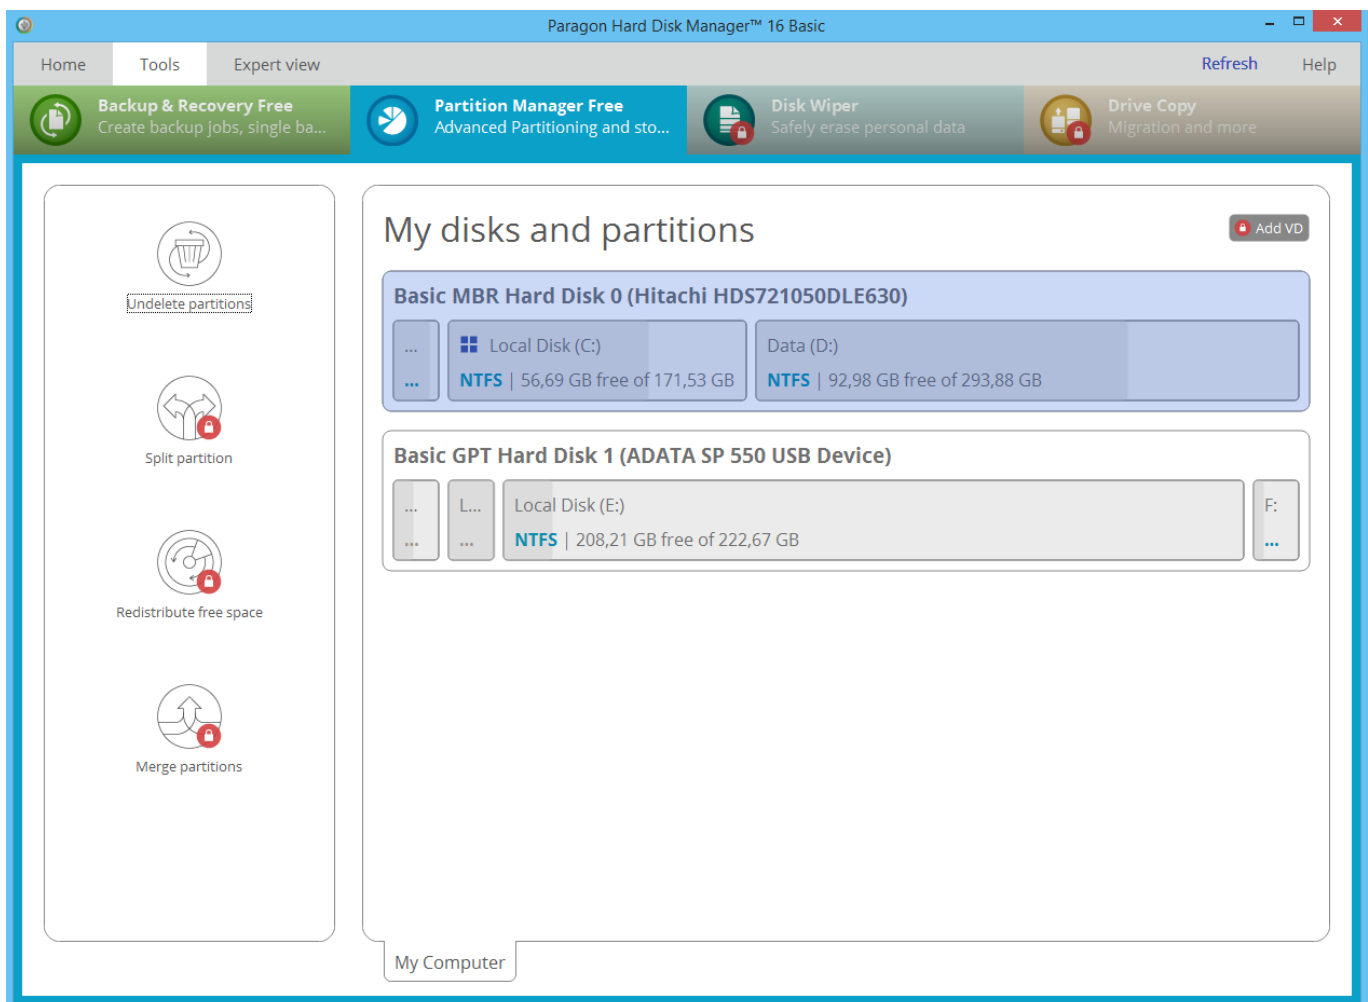 Paragon Hard Disk Manager™ 16 Basic
Home
Tools
Expert view
Refresh
Help
Backup & Recovery Free
Create backup jobs, single ba...
Partition Manager Free
Advanced Partitioning and sto...
Disk Wiper
Safely erase personal data
Drive Copy
Migration and more
Undelete partitions
Split partition
Redistribute free space
Merge partitions
My disks and partitions
Add VD
Basic MBR Hard Disk 0 (Hitachi HDS721050DLE630)
...
...
Local Disk (C:)
NTFS | 56,69 GB free of 171,53 GB
Data (D:)
NTFS | 92,98 GB free of 293,88 GB
Basic GPT Hard Disk 1 (ADATA SP 550 USB Device)
...
...
L...
...
Local Disk (E:)
NTFS | 208,21 GB free of 222,67 GB
F:
...
My Computer